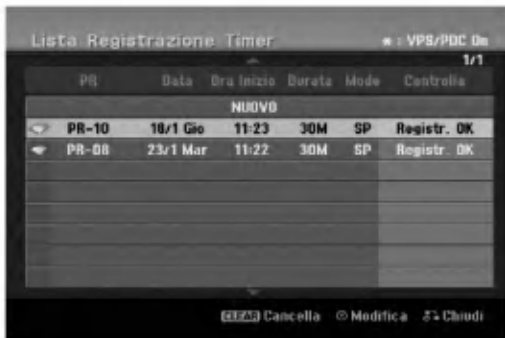 Lista Registrazione Timer
* : VPS/PDC On
1/1
PR Data Ora Inizio Durata Mode Controlla
NUOVO
PR-10 18/1 Gio 11:23 30M SP Registr. OK
PR-08 23/1 Mar 11:22 30M SP Registr. OK
CLEAR Cancella Modifica Chiudi